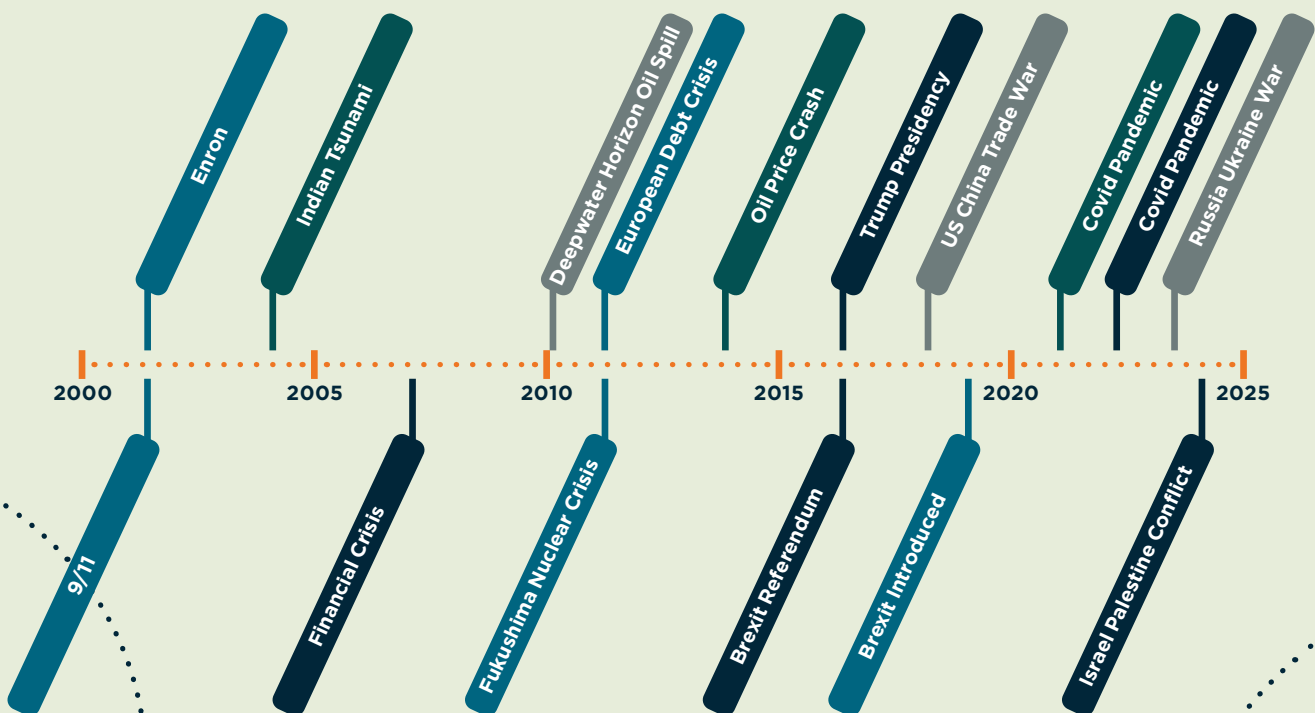 Enron
Indian Tsunami
Deepwater Horizon Oil Spill
European Debt Crisis
Oil Price Crash
Trump Presidency
US China Trade War
Covid Pandemic
Covid Pandemic
Russia Ukraine War
2000
2005
2010
2015
2020
2025
9/11
Financial Crisis
Fukushima Nuclear Crisis
Brexit Referendum
Brexit Introduced
Israel Palestine Conflict